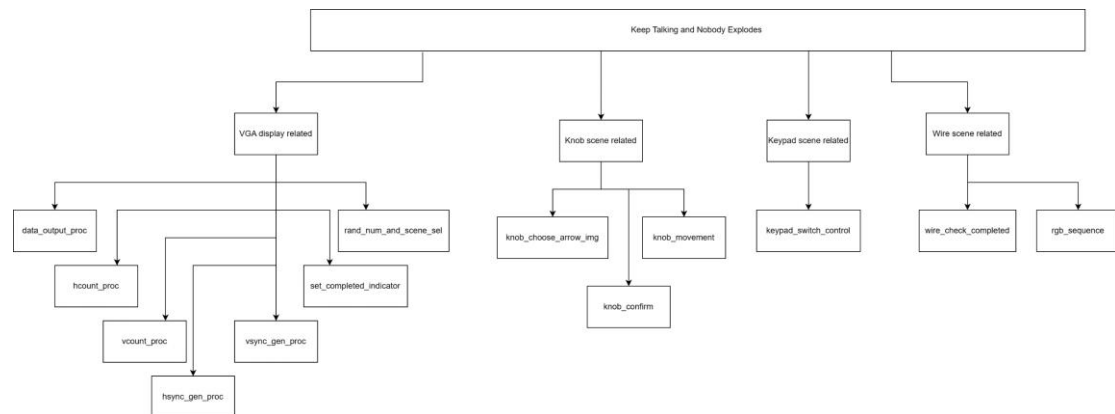 Keep Talking and Nobody Explodes
VGA display related
Knob scene related
Keypad scene related
Wire scene related
data_output_proc
rand_num_and_scene_sel
knob_choose_arrow_img
knob_movement
keypad_switch_control
wire_check_completed
rgb_sequence
hcount_proc
set_completed_indicator
knob_confirm
vcount_proc
vsync_gen_proc
hsync_gen_proc